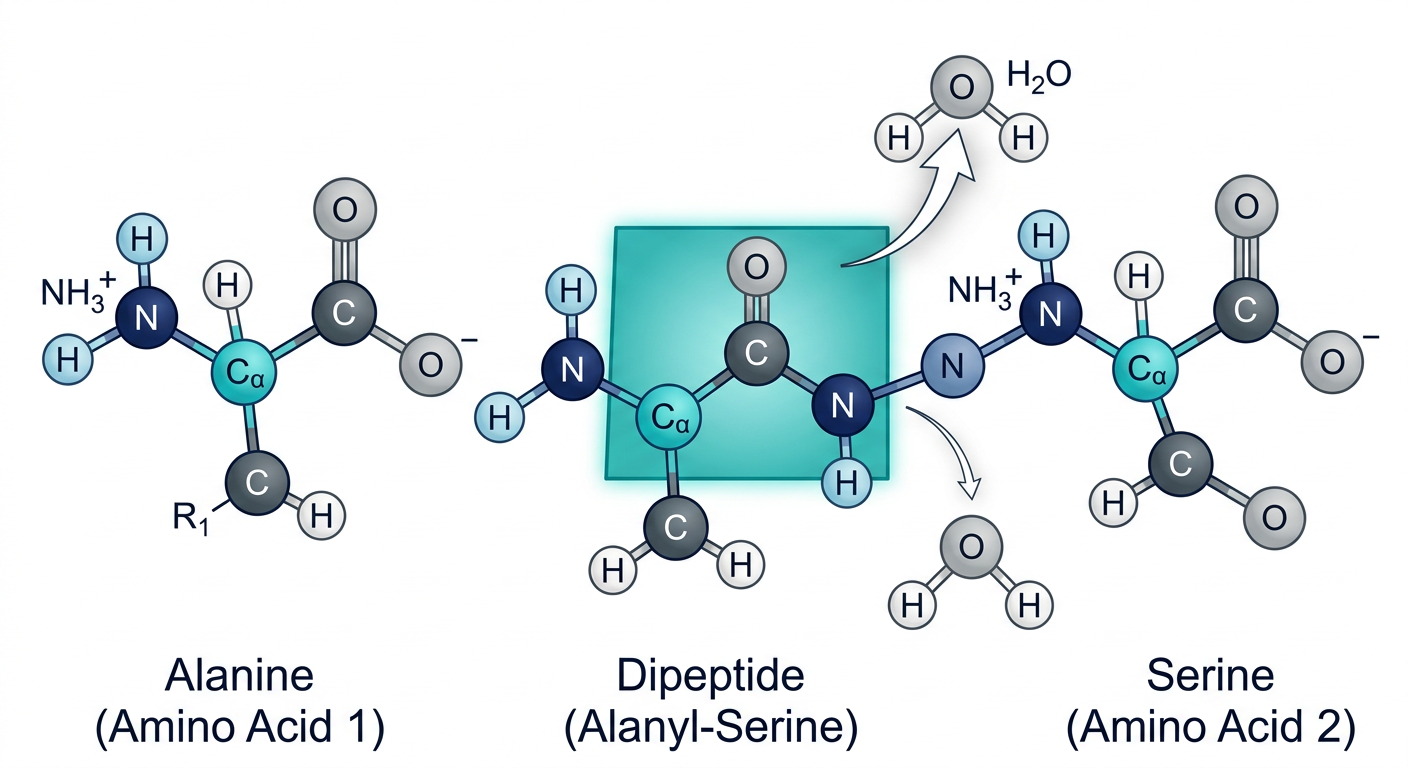 H₂O
O
H
H
O
H
NH₃⁺
H
N
H
Cα
C
O⁻
C
R₁
H
O
H
N
H
Cα
C
N
H
C
H
H
N
O
H
H
O
H
NH₃⁺
H
N
Cα
C
O⁻
C
H
O
Alanine
(Amino Acid 1)
Dipeptide
(Alanyl-Serine)
Serine
(Amino Acid 2)